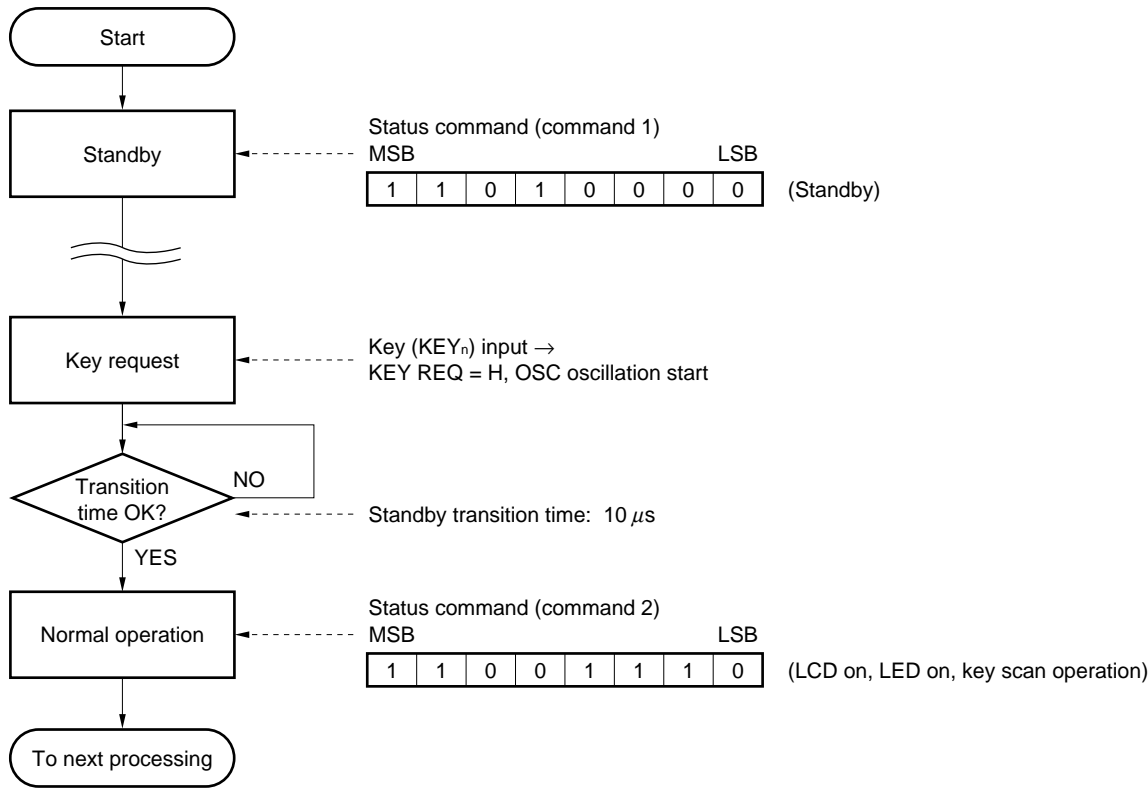 Start
Standby
Status command (command 1)
MSB LSB
1 1 0 1 0 0 0 0 (Standby)
Key request
Key (KEYn) input →
KEY REQ = H, OSC oscillation start
Transition
time OK?
NO
Standby transition time: 10 μs
YES
Normal operation
Status command (command 2)
MSB LSB
1 1 0 0 1 1 1 0 (LCD on, LED on, key scan operation)
To next processing